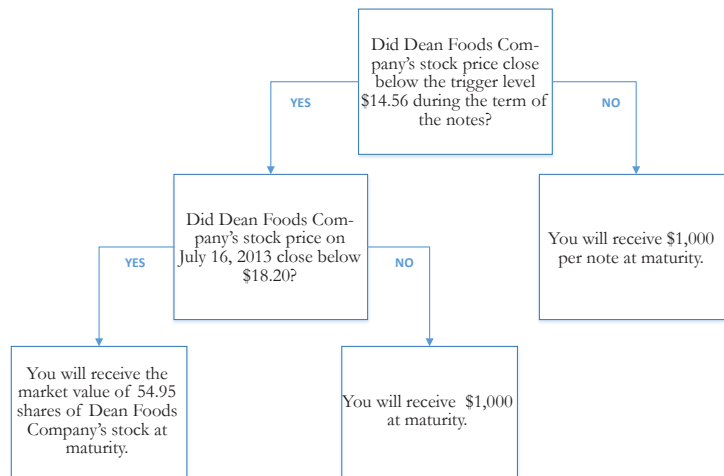 Did Dean Foods Com-
pany's stock price close
below the trigger level
$14.56 during the term of
the notes?
YES
NO
Did Dean Foods Com-
pany's stock price on
July 16, 2013 close below
$18.20?
You will receive $1,000
per note at maturity.
YES
NO
You will receive the
market value of 54.95
shares of Dean Foods
Company's stock at
maturity.
You will receive $1,000
at maturity.